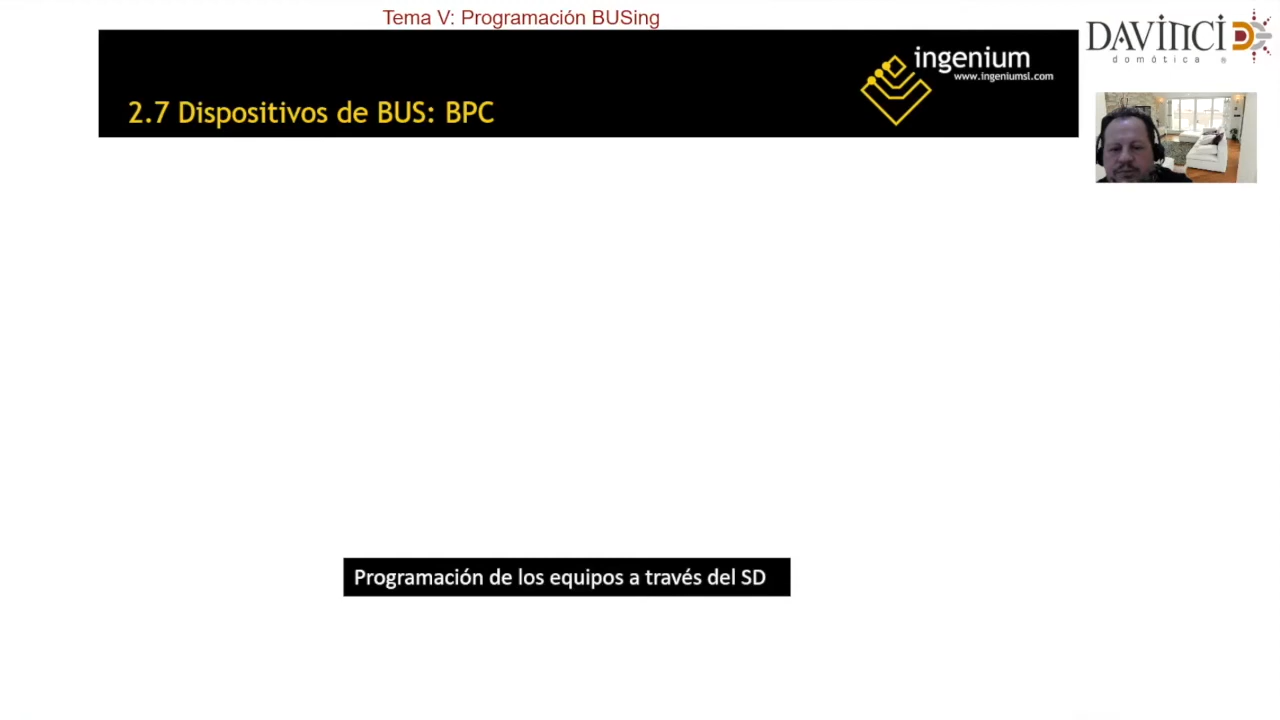 Tema V: Programación BUSing
DAVINCI
domótica ®
ingenium
www.ingeniumsl.com
2.7 Dispositivos de BUS: BPC
Programación de los equipos a través del SD